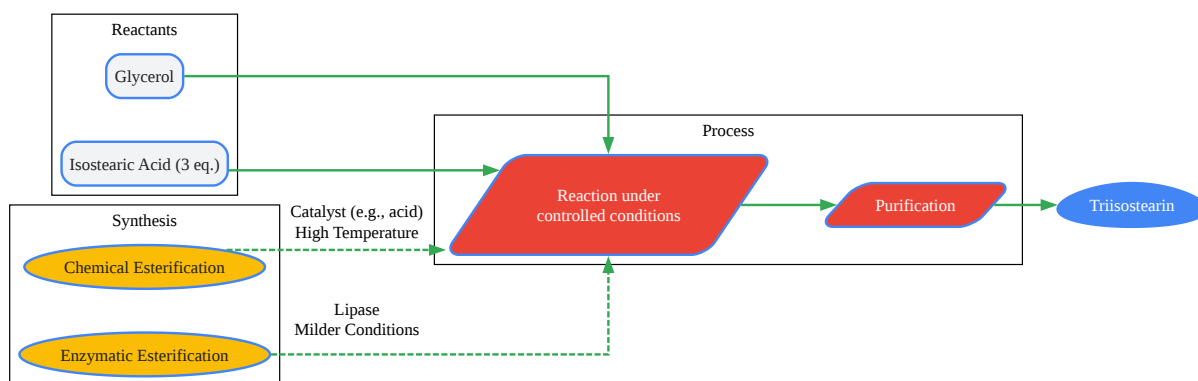 Reactants
Glycerol
Isostearic Acid (3 eq.)
Synthesis
Chemical Esterification
Enzymatic Esterification
Catalyst (e.g., acid)
High Temperature
Lipase
Milder Conditions
Process
Reaction under
controlled conditions
Purification
Triisostearin